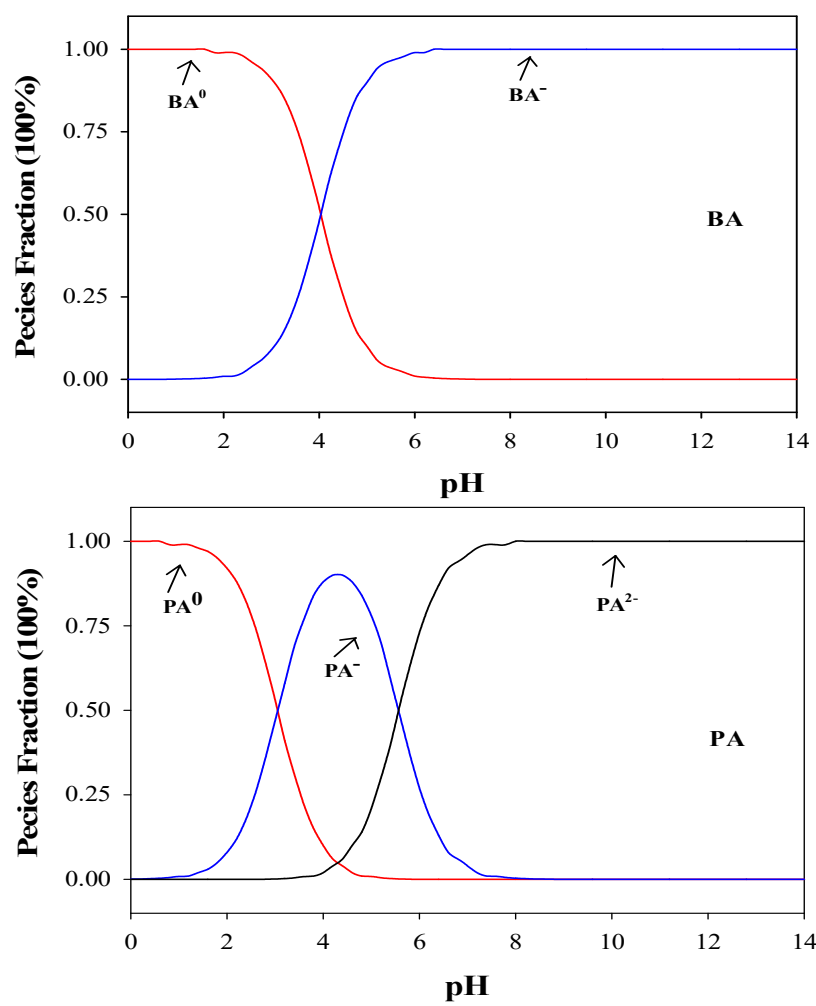 Pecies Fraction (100%)
1.00
0.75
0.50
0.25
0.00
BA⁰
BA⁻
BA
0 2 4 6 8 10 12 14
pH
Pecies Fraction (100%)
1.00
0.75
0.50
0.25
0.00
PA⁰
PA⁻
PA²⁻
PA
0 2 4 6 8 10 12 14
pH